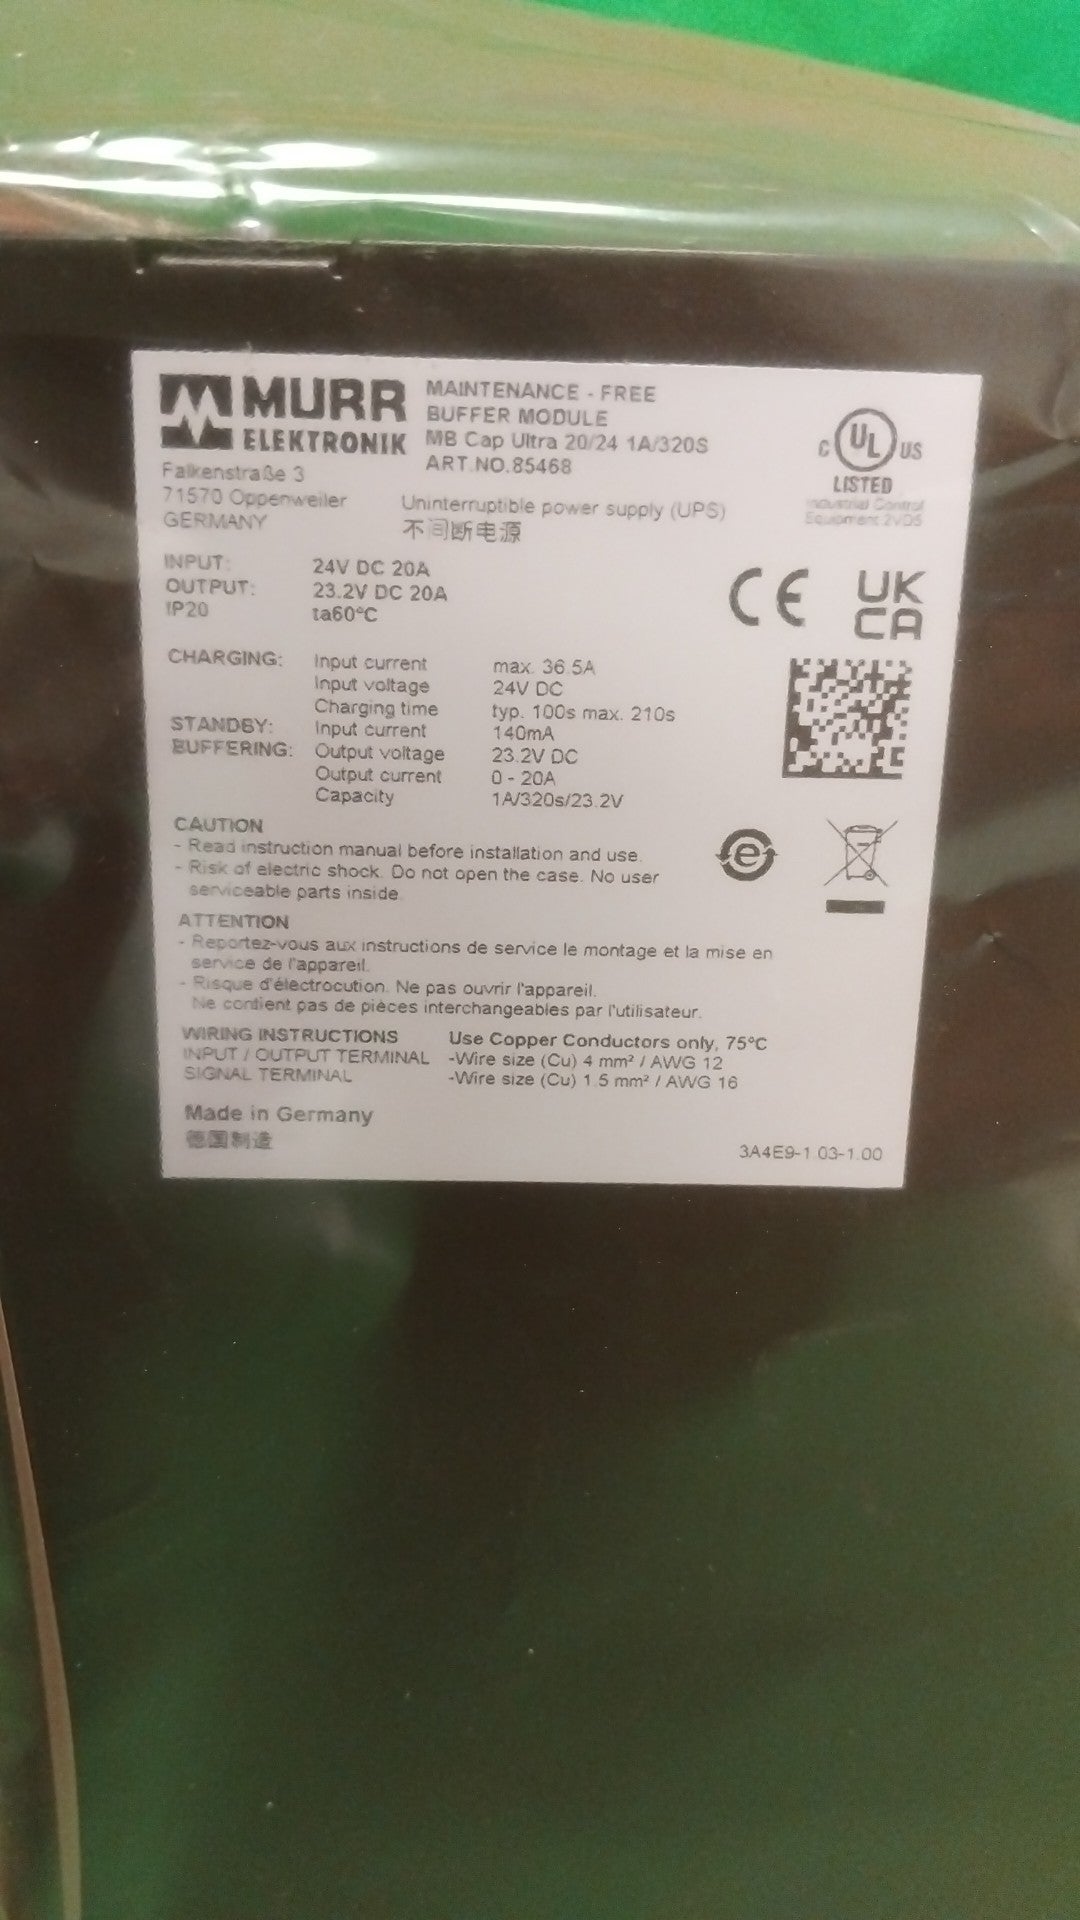 MURR
ELEKTRONIK
Falkenstraße 3
71570 Oppenweiler
GERMANY
MAINTENANCE - FREE
BUFFER MODULE
MB Cap Ultra 20/24 1A/320S
ART.NO.85468
Uninterruptible power supply (UPS)
不间断电源
C UL US
LISTED
Industrial Control
Equipment 2VD5
INPUT: 24V DC 20A
OUTPUT: 23.2V DC 20A
IP20 ta60°C
CE
UK
CA
CHARGING: Input current max. 36.5A
Input voltage 24V DC
Charging time typ. 100s max. 210s
STANDBY: Input current 140mA
BUFFERING: Output voltage 23.2V DC
Output current 0 - 20A
Capacity 1A/320s/23.2V
CAUTION
- Read instruction manual before installation and use.
- Risk of electric shock. Do not open the case. No user
serviceable parts inside.
e
ATTENTION
- Reportez-vous aux instructions de service le montage et la mise en
service de l'appareil.
- Risque d'électrocution. Ne pas ouvrir l'appareil.
Ne contient pas de pièces interchangeables par l'utilisateur.
WIRING INSTRUCTIONS Use Copper Conductors only, 75°C
INPUT / OUTPUT TERMINAL -Wire size (Cu) 4 mm² / AWG 12
SIGNAL TERMINAL -Wire size (Cu) 1.5 mm² / AWG 16
Made in Germany
德国制造
3A4E9-1.03-1.00